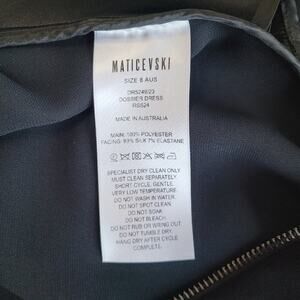 MATICEVSKI
SIZE 8 AUS
DOSSIER DRESS
RSS24
MADE IN AUSTRALIA
MAIN: 100% POLYESTER
FACING: 93% SILK 7% ELASTANE
SPECIALIST DRY CLEAN ONLY
MUST CLEAN SEPARATELY
SHORT CYCLE, GENTLE.
VERY LOW TEMPERATURE.
DO NOT WASH IN WATER.
DO NOT SPOT CLEAN.
DO NOT SOAK.
DO NOT BLEACH.
DO NOT RUB OR WRING OUT.
DO NOT TUMBLE DRY.
HANG DRY AFTER CYCLE IS
COMPLETE.